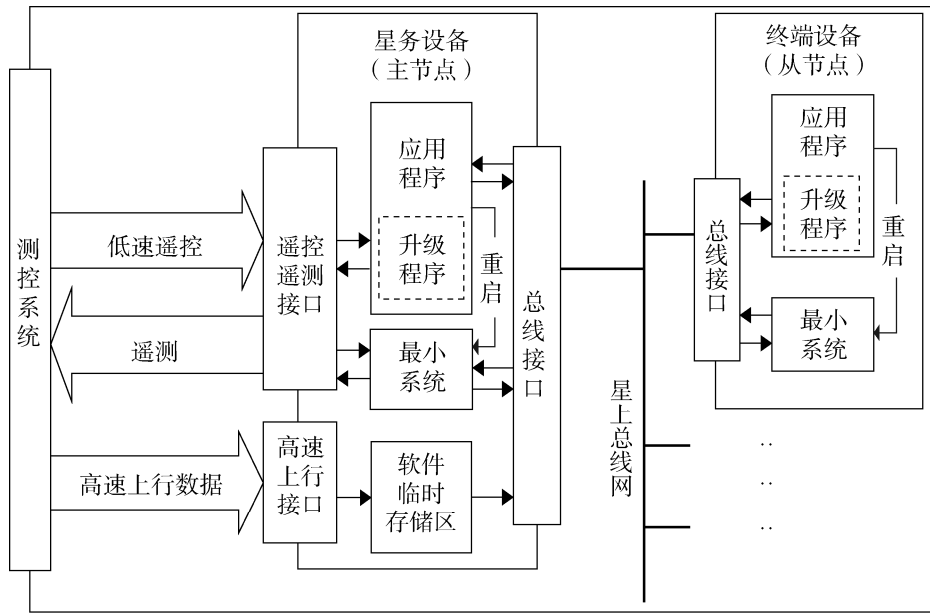 星务设备
（主节点）
终端设备
（从节点）
测
控
系
统
低速遥控
遥测
高速上行数据
遥控
遥测
接口
高速
上行
接口
应用
程序
升级
程序
重
启
最小
系统
软件
临时
存储区
总
线
接
口
星
上
总
线
网
总
线
接
口
应用
程序
升级
程序
重
启
最小
系统
··
··
··